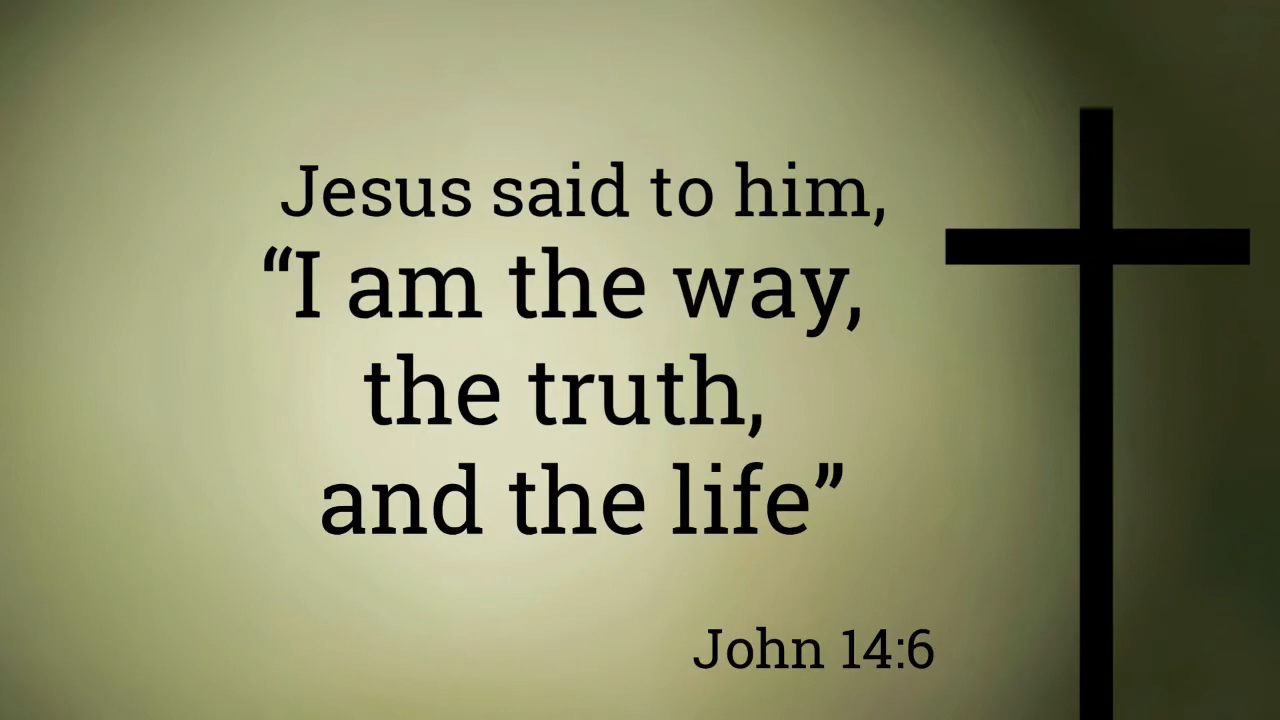 Jesus said to him,
“I am the way,
the truth,
and the life”
John 14:6